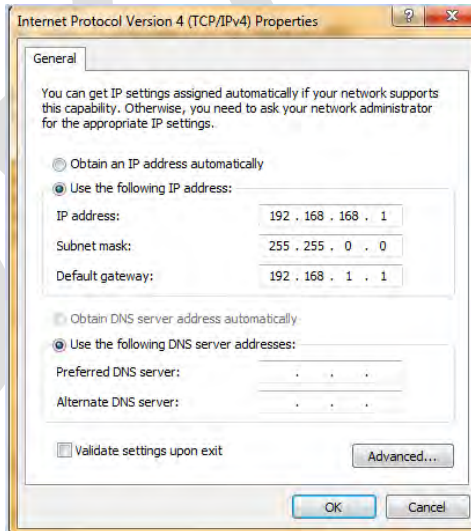 Internet Protocol Version 4 (TCP/IPv4) Properties
General
You can get IP settings assigned automatically if your network supports
this capability. Otherwise, you need to ask your network administrator
for the appropriate IP settings.
Obtain an IP address automatically
Use the following IP address:
IP address: 192 . 168 . 168 . 1
Subnet mask: 255 . 255 . 0 . 0
Default gateway: 192 . 168 . 1 . 1
Obtain DNS server address automatically
Use the following DNS server addresses:
Preferred DNS server: . . .
Alternate DNS server: . . .
Validate settings upon exit
Advanced...
OK Cancel